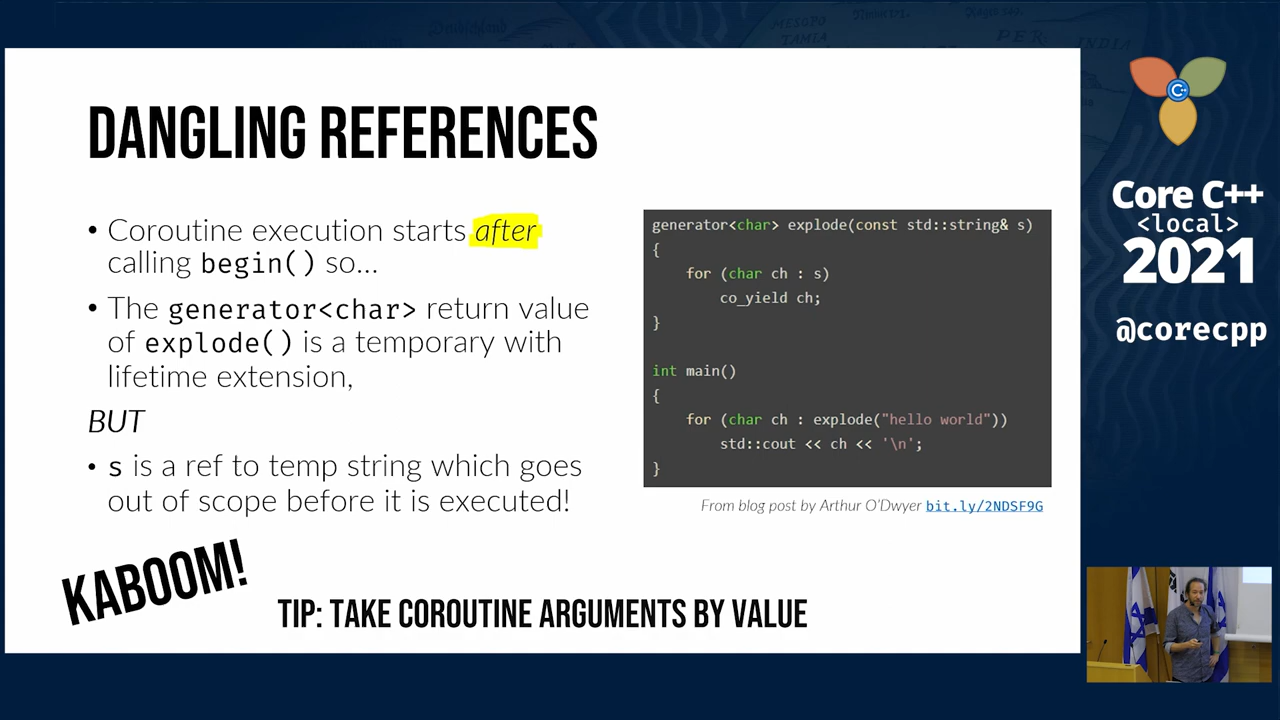 DANGLING REFERENCES
• Coroutine execution starts after
calling begin() so...
• The generator<char> return value
of explode() is a temporary with
lifetime extension,
BUT
• s is a ref to temp string which goes
out of scope before it is executed!
KABOOM!
TIP: TAKE COROUTINE ARGUMENTS BY VALUE
generator<char> explode(const std::string& s)
{
    for (char ch : s)
        co_yield ch;
}
int main()
{
    for (char ch : explode("hello world"))
        std::cout << ch << '\n';
}
From blog post by Arthur O'Dwyer bit.ly/2NDSF9G
C++
Core C++
<local>
2021
@corecpp
MESOPO
TAMIA
PER
INDIA